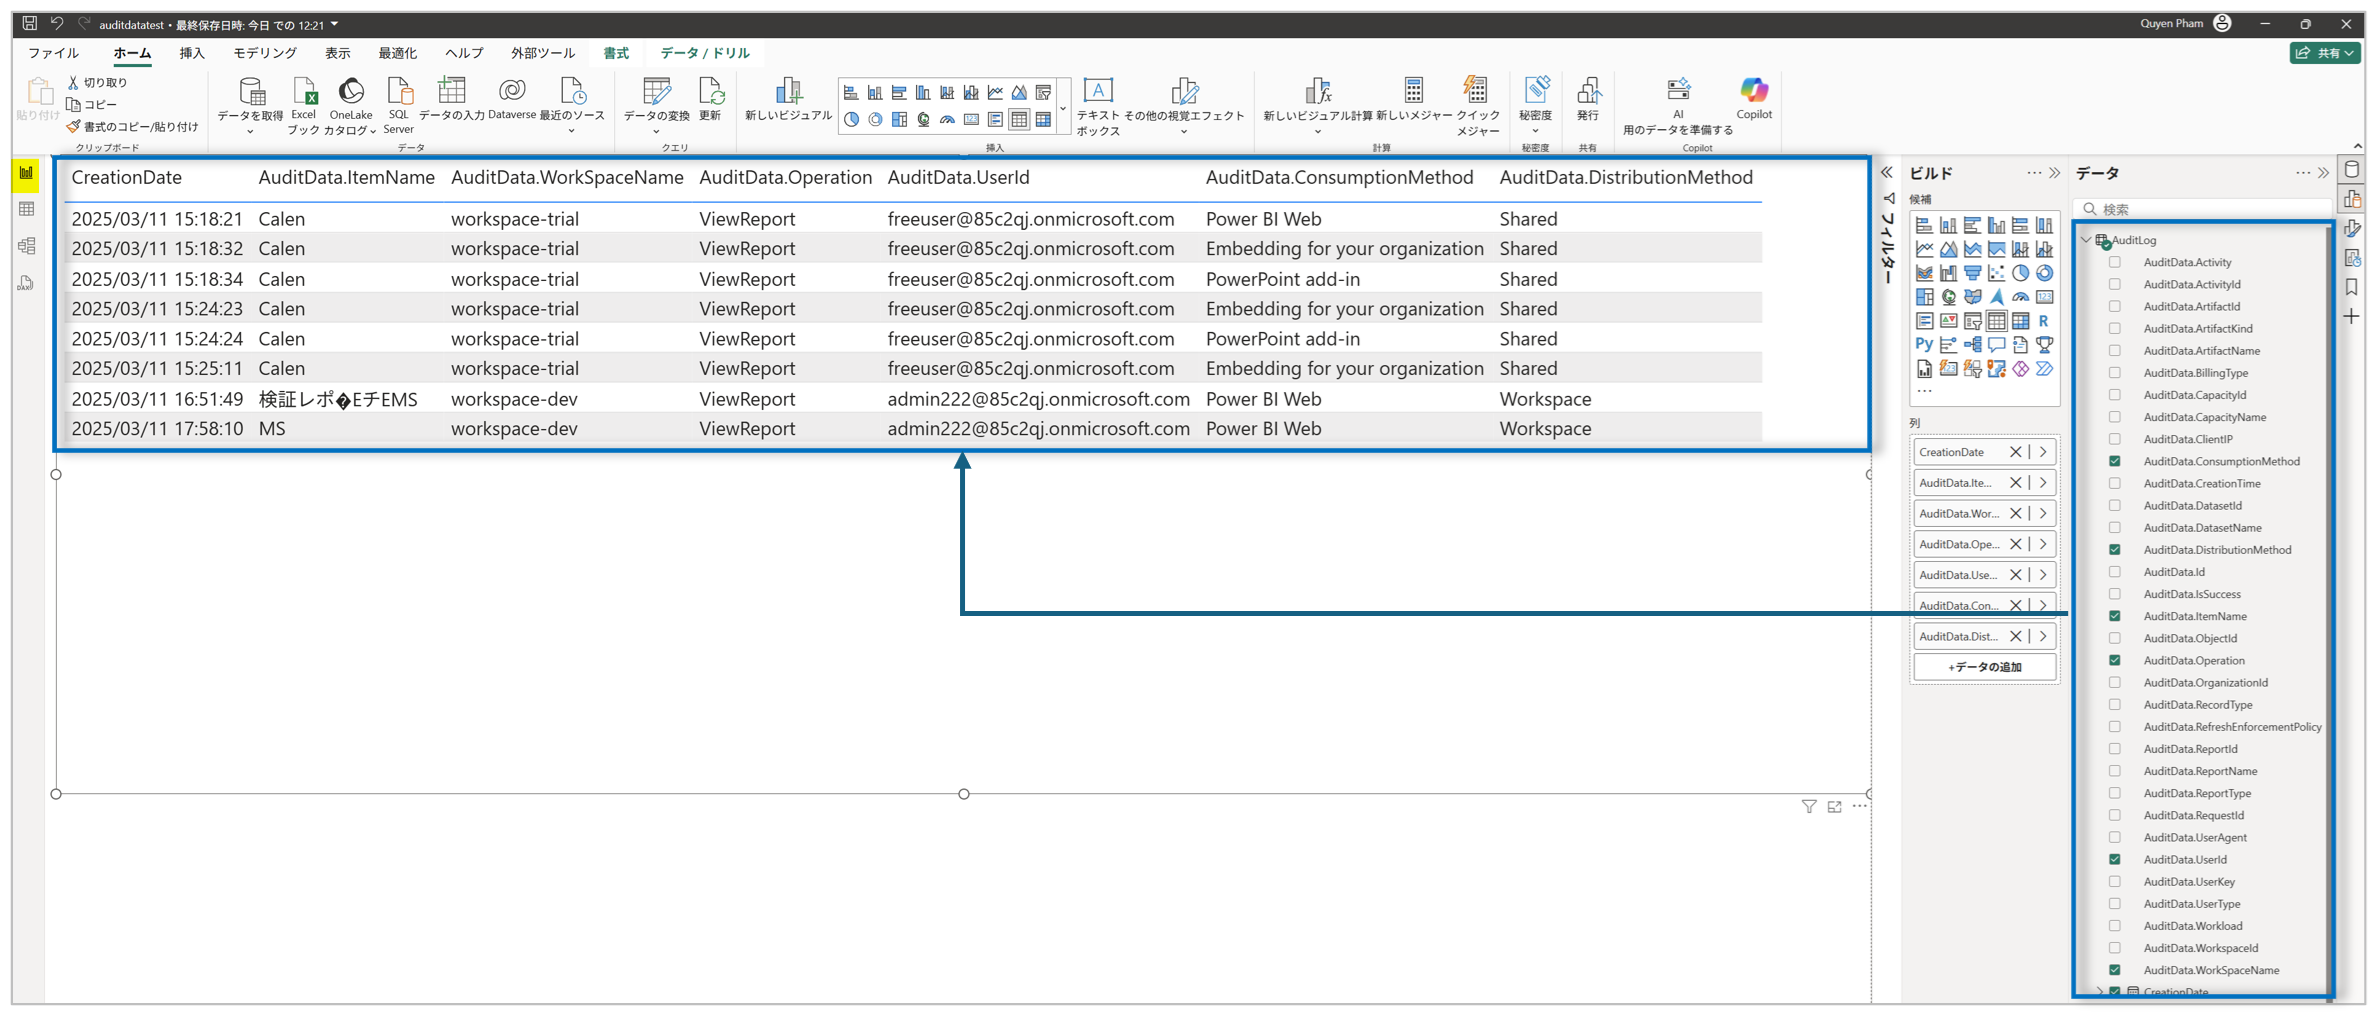 auditdatatest • 最終保存日時: 今日 での 12:21
Quyen Pham
ファイル ホーム 挿入 モデリング 表示 最適化 ヘルプ 外部ツール 書式 データ / ドリル
共有
貼り付け
切り取り
コピー
書式のコピー/貼り付け
クリップボード
データを取得
Excel ブック
OneLake カタログ
SQL Server
データの入力
Dataverse
最近のソース
データ
データの変換
更新
クエリ
新しいビジュアル
テキスト ボックス
その他の視覚エフェクト
挿入
新しいビジュアル計算
新しいメジャー
クイック メジャー
計算
秘密度
秘密度
発行
共有
AI
用のデータを準備する
Copilot
Copilot
CreationDate AuditData.ItemName AuditData.WorkSpaceName AuditData.Operation AuditData.UserId AuditData.ConsumptionMethod AuditData.DistributionMethod
2025/03/11 15:18:21 Calen workspace-trial ViewReport freeuser@85c2qj.onmicrosoft.com Power BI Web Shared
2025/03/11 15:18:32 Calen workspace-trial ViewReport freeuser@85c2qj.onmicrosoft.com Embedding for your organization Shared
2025/03/11 15:18:34 Calen workspace-trial ViewReport freeuser@85c2qj.onmicrosoft.com PowerPoint add-in Shared
2025/03/11 15:24:23 Calen workspace-trial ViewReport freeuser@85c2qj.onmicrosoft.com Embedding for your organization Shared
2025/03/11 15:24:24 Calen workspace-trial ViewReport freeuser@85c2qj.onmicrosoft.com PowerPoint add-in Shared
2025/03/11 15:25:11 Calen workspace-trial ViewReport freeuser@85c2qj.onmicrosoft.com Embedding for your organization Shared
2025/03/11 16:51:49 検証レポ�EチEMS workspace-dev ViewReport admin222@85c2qj.onmicrosoft.com Power BI Web Workspace
2025/03/11 17:58:10 MS workspace-dev ViewReport admin222@85c2qj.onmicrosoft.com Power BI Web Workspace
フィルター
ビルド
候補
列
CreationDate
AuditData.Ite...
AuditData.Wor...
AuditData.Ope...
AuditData.Use...
AuditData.Con...
AuditData.Dist...
+データの追加
データ
検索
AuditLog
AuditData.Activity
AuditData.ActivityId
AuditData.ArtifactId
AuditData.ArtifactKind
AuditData.ArtifactName
AuditData.BillingType
AuditData.CapacityId
AuditData.CapacityName
AuditData.ClientIP
AuditData.ConsumptionMethod
AuditData.CreationTime
AuditData.DatasetId
AuditData.DatasetName
AuditData.DistributionMethod
AuditData.Id
AuditData.IsSuccess
AuditData.ItemName
AuditData.ObjectId
AuditData.Operation
AuditData.OrganizationId
AuditData.RecordType
AuditData.RefreshEnforcementPolicy
AuditData.ReportId
AuditData.ReportName
AuditData.ReportType
AuditData.RequestId
AuditData.UserAgent
AuditData.UserId
AuditData.UserKey
AuditData.UserType
AuditData.Workload
AuditData.WorkspaceId
AuditData.WorkSpaceName
CreationDate